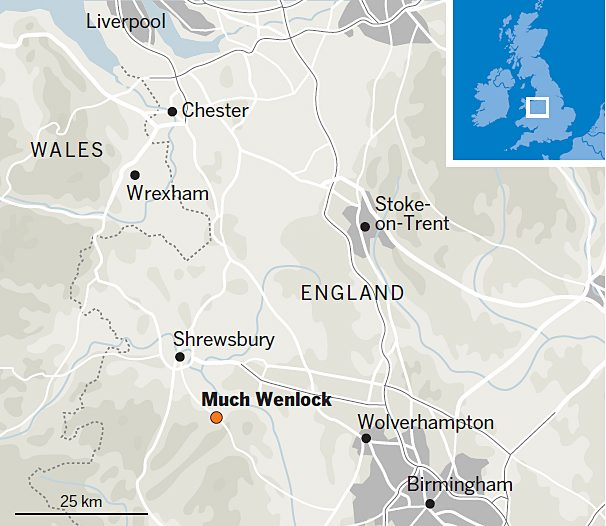 Liverpool
Chester
WALES
Wrexham
Stoke-
on-Trent
ENGLAND
Shrewsbury
Much Wenlock
Wolverhampton
Birmingham
25 km